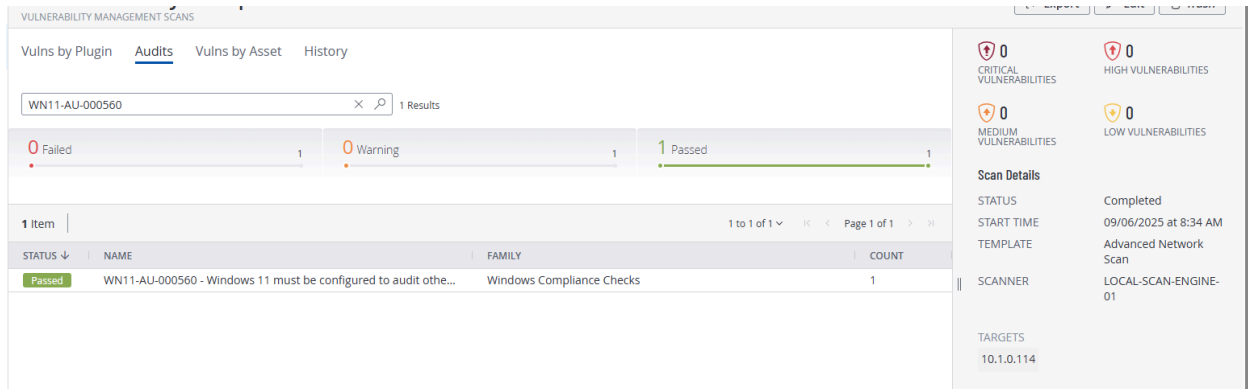 VULNERABILITY MANAGEMENT SCANS
Vulns by Plugin Audits Vulns by Asset History
WN11-AU-000560 1 Results
0 Failed 1 0 Warning 1 1 Passed 1
1 Item 1 to 1 of 1 Page 1 of 1
STATUS NAME FAMILY COUNT
Passed WN11-AU-000560 - Windows 11 must be configured to audit othe... Windows Compliance Checks 1
0 0
CRITICAL VULNERABILITIES HIGH VULNERABILITIES
0 0
MEDIUM VULNERABILITIES LOW VULNERABILITIES
Scan Details
STATUS Completed
START TIME 09/06/2025 at 8:34 AM
TEMPLATE Advanced Network
Scan
SCANNER LOCAL-SCAN-ENGINE-
01
TARGETS
10.1.0.114